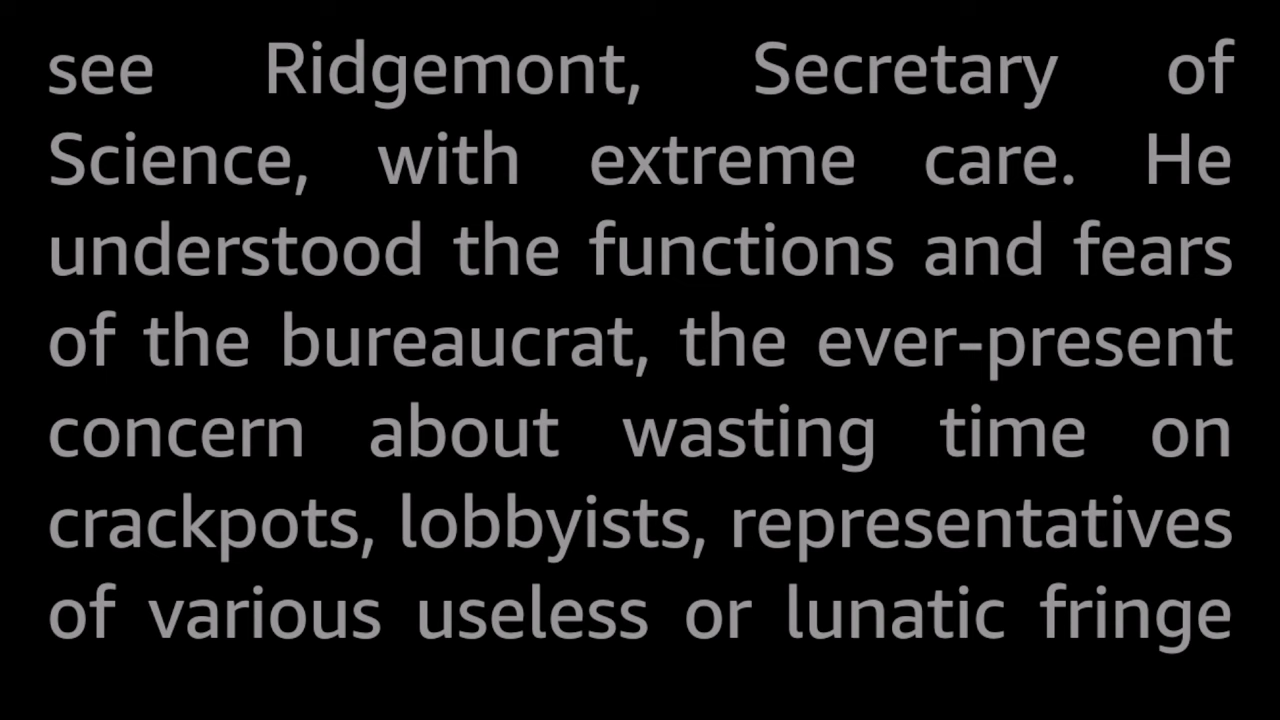 see Ridgemont, Secretary of
Science, with extreme care. He
understood the functions and fears
of the bureaucrat, the ever-present
concern about wasting time on
crackpots, lobbyists, representatives
of various useless or lunatic fringe